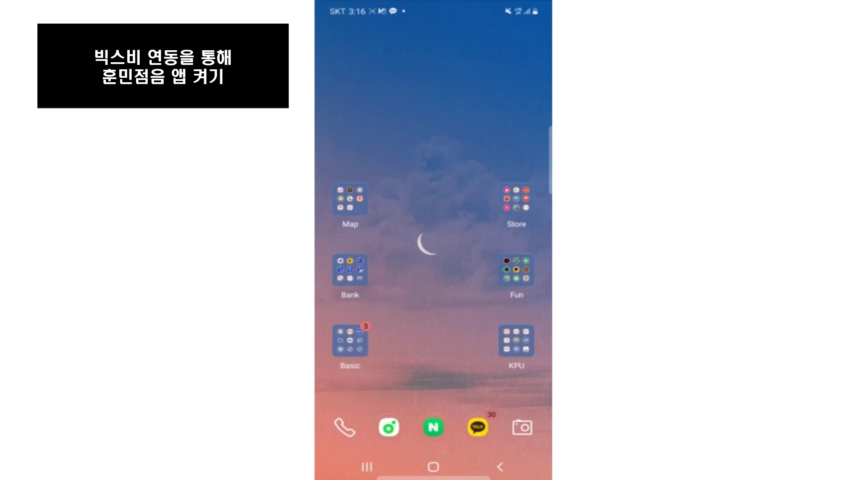 빅스비 연동을 통해
훈민점음 앱 켜기
SKT 3:16
Map
Store
Bank
Fun
3
Basic
KPU
30
N
TALK